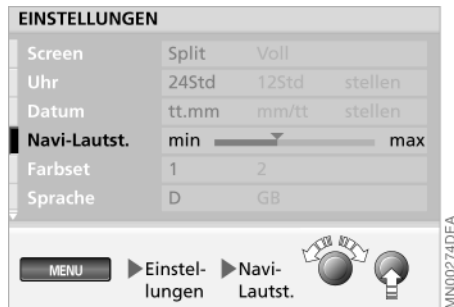 EINSTELLUNGEN
Screen Split Voll
Uhr 24Std 12Std stellen
Datum tt.mm mm/tt stellen
Navi-Lautst. min max
Farbset 1 2
Sprache D GB
MENU Einstel- Navi-
lungen Lautst.
MN00274DEA